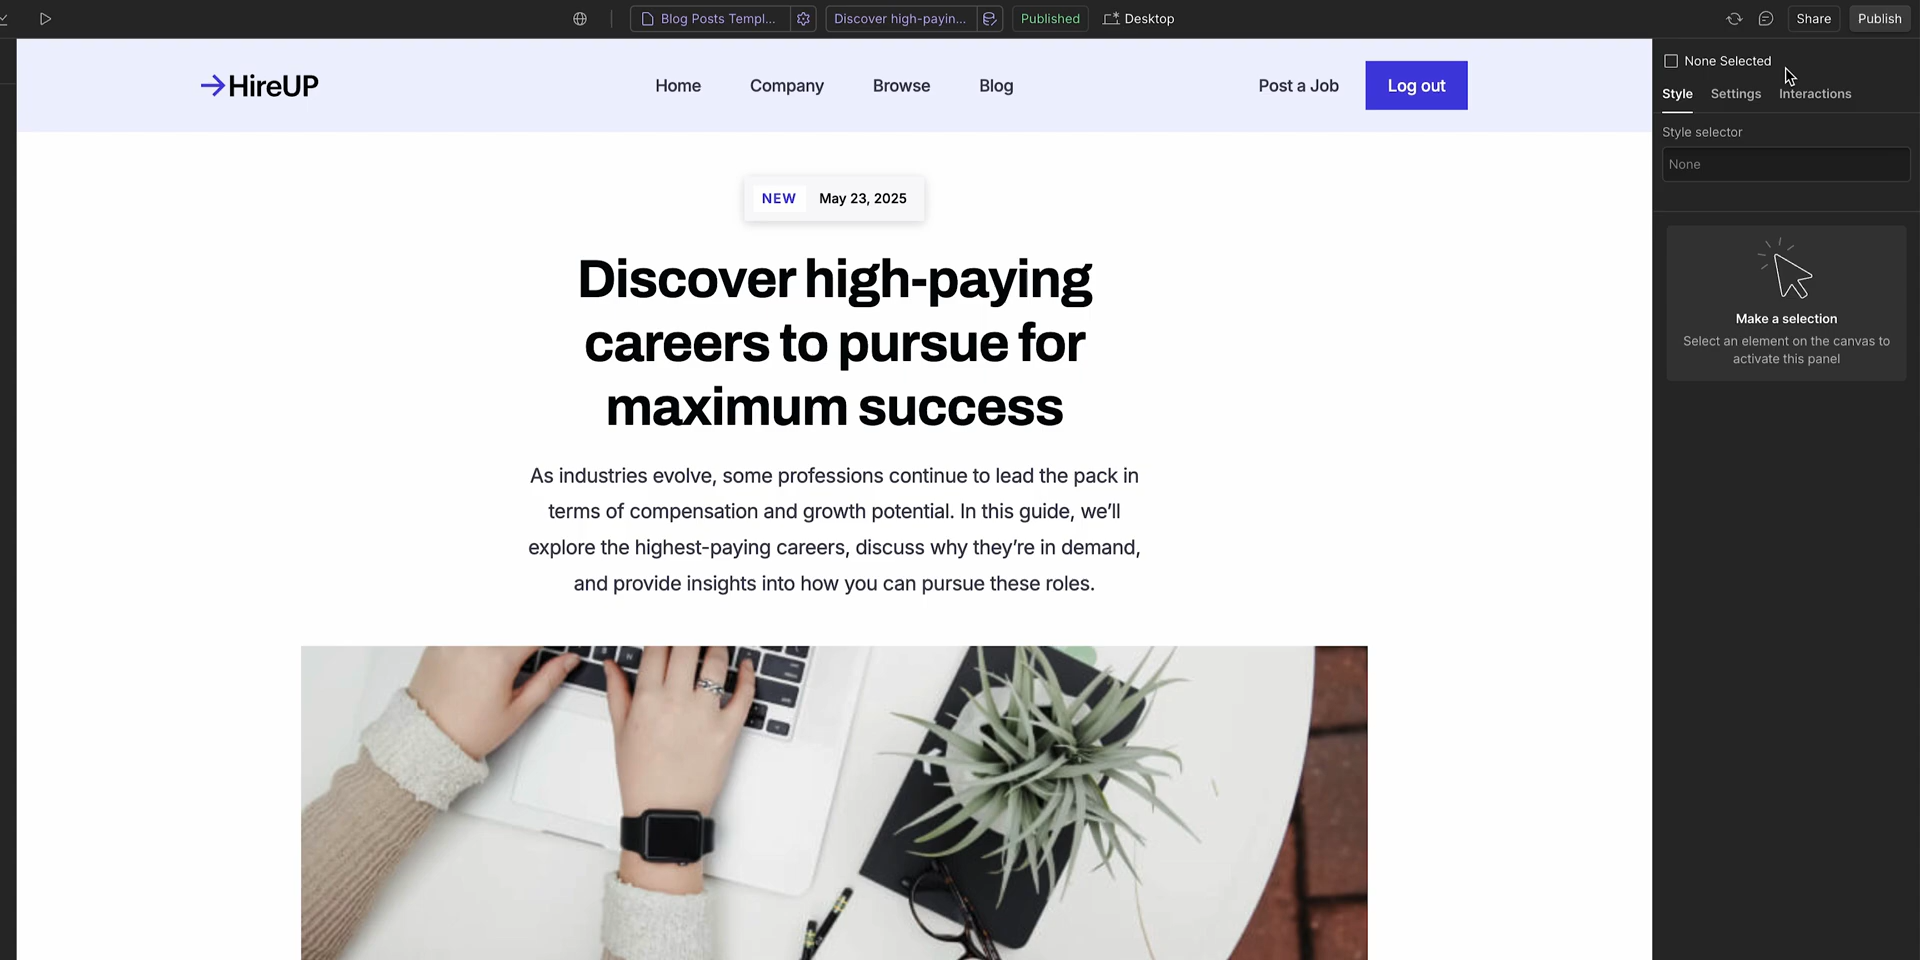 Blog Posts Templ...
Discover high-payin...
Published
Desktop
Share
Publish
HireUP
Home
Company
Browse
Blog
Post a Job
Log out
None Selected
Style
Settings
Interactions
Style selector
None
Make a selection
Select an element on the canvas to
activate this panel
NEW
May 23, 2025
Discover high-paying
careers to pursue for
maximum success
As industries evolve, some professions continue to lead the pack in
terms of compensation and growth potential. In this guide, we’ll
explore the highest-paying careers, discuss why they’re in demand,
and provide insights into how you can pursue these roles.